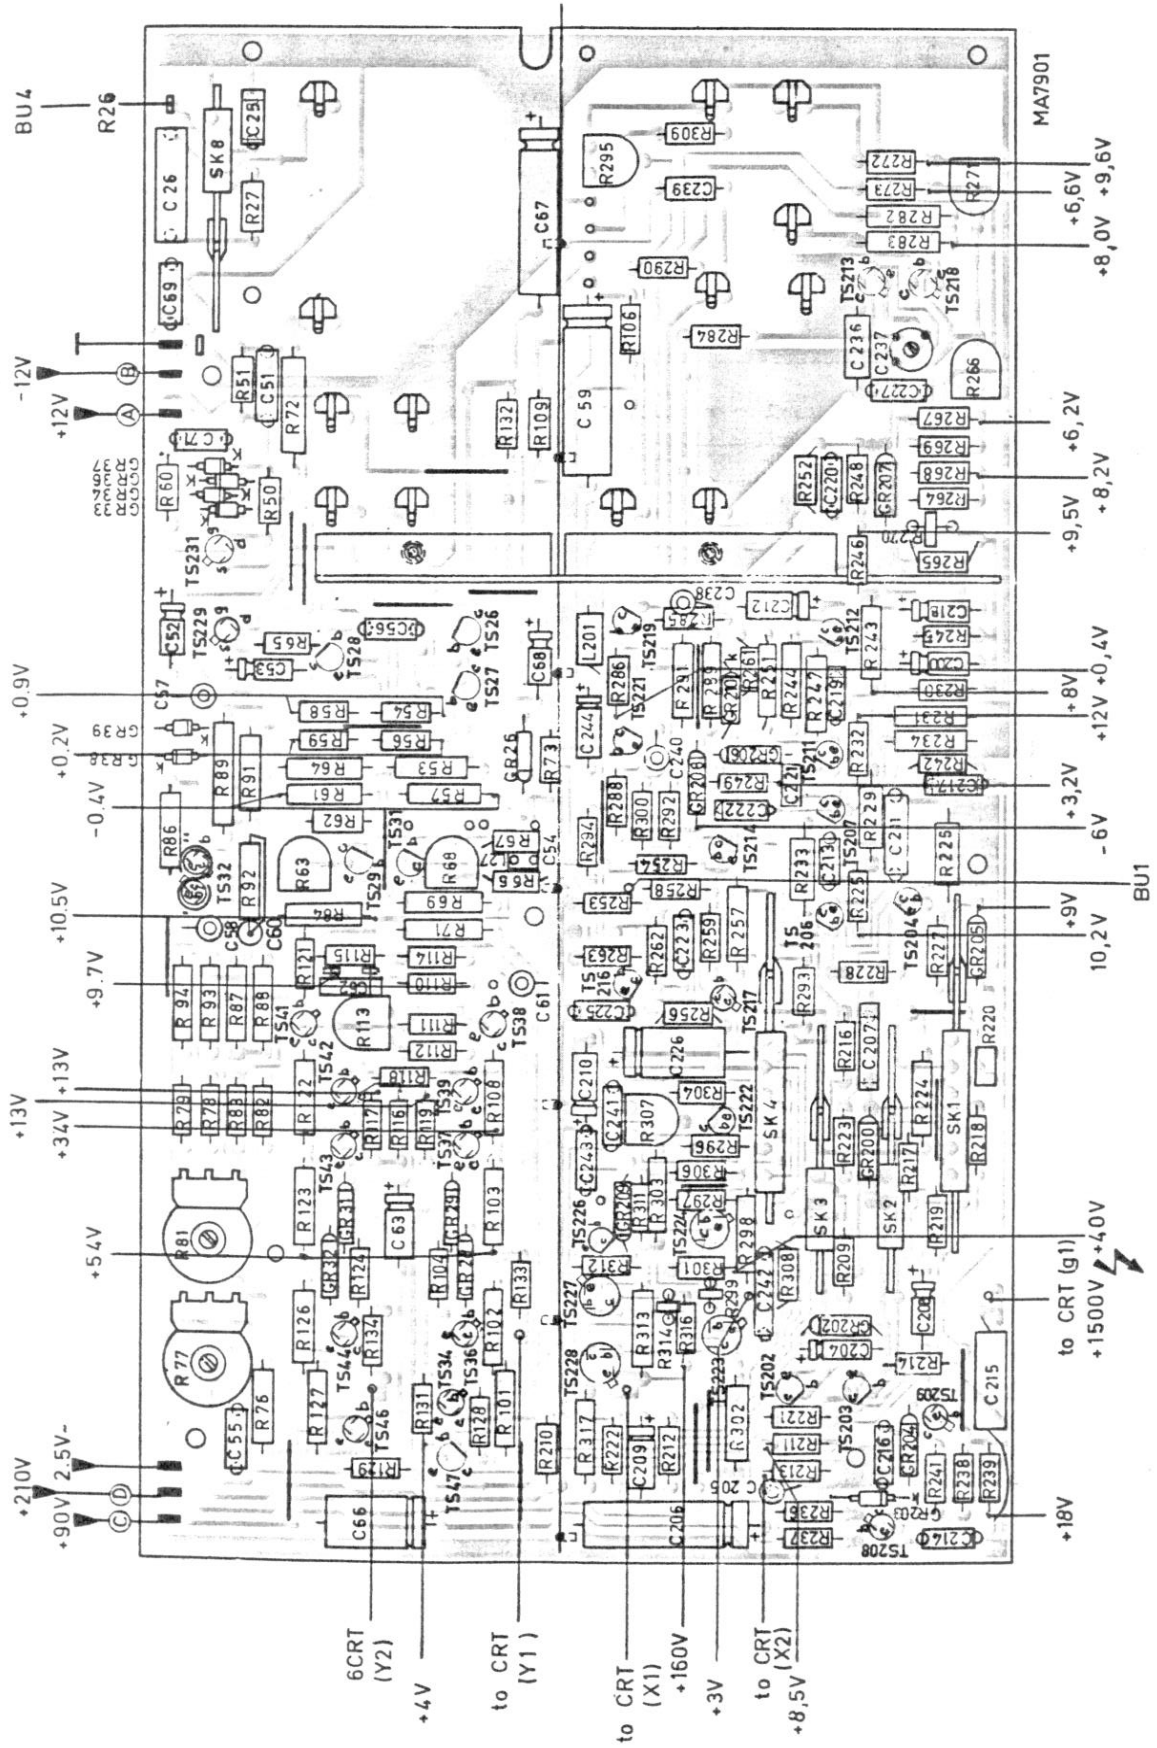 BU4
R26
-12V
+12V
B
A
C26
SK8
C25
R27
C69
R51
C51
R72
C71
R60
R50
GR36
GR34
GR33
K
TS231
g
d
s
C67
R295
R309
C239
R290
R106
R284
R132
R109
C59
MA7901
R272
R273
R282
R283
R271
+9,6V
+6,6V
+8,0V
TS213
TS218
C236
C237
C227
R266
R267
R269
R268
R264
R265
R270
R246
R252
C220
R248
GR207
+6,2V
+8,2V
+9,5V
+0.9V
+0.2V
-0.4V
C57
GR39
GR38
C52
TS229
R65
C53
TS28
C56
TS26
TS27
C68
R58
R54
R59
R56
R64
R53
R61
R57
R62
R89
R91
R86
GR26
R73
L201
R286
TS219
TS221
C244
R285
C238
C212
TS212
R291
R289
GR201
R261
R251
R244
R247
C219
R243
C218
R245
R230
R231
R234
R242
C217
R232
TS211
C240
GR206
R249
C221
C222
GR208
R288
R300
R292
R294
+0,4V
+8V
+12V
+3,2V
-6V
BU1
+9V
10,2V
+10.5V
+9.7V
TS32
R92
R63
R84
TS29
TS31
R68
R67
R66
C54
R69
R71
C58
C60
R121
R115
R114
R110
R111
R112
R113
C61
TS38
TS41
R94
R93
R87
R88
R254
R258
R253
TS214
R233
C213
TS207
R229
C211
R226
R225
TS
206
TS204
R227
GR205
R257
R259
C223
R262
R263
TS
216
C225
R256
TS217
R293
R228
R216
C207
R220
+13V
+13V
+34V
R79
R78
R83
R82
R122
TS42
R118
R117
R116
R119
TS39
TS37
R108
TS43
C210
C241
C226
R304
R307
TS222
C243
R296
R306
R297
R303
R311
GR209
TS226
TS224
R298
SK4
SK3
SK2
SK1
R223
GR200
R217
R224
R218
R219
R209
+54V
R81
R77
R123
GR31
GR32
R124
C63
GR29
R104
R103
R133
R126
R134
TS44
TS46
TS34
TS36
R102
R101
R131
R128
TS47
R129
C66
R76
R127
C55
R312
TS227
TS228
R301
R299
R313
R314
R316
TS223
C242
R308
TS202
TS203
GR202
C204
C208
R214
C215
TS209
R210
R317
R222
C209
R212
R302
R221
R211
R213
C205
C206
R236
R237
C216
GR204
GR203
R241
R238
R239
TS208
C214
+210V
+90V
2.5V~
D
C
6CRT
(Y2)
+4V
to CRT
(Y1)
to CRT
(X1)
+160V
+3V
to CRT
(X2)
+8,5V
+18V
to CRT (g1)
+1500V
+40V